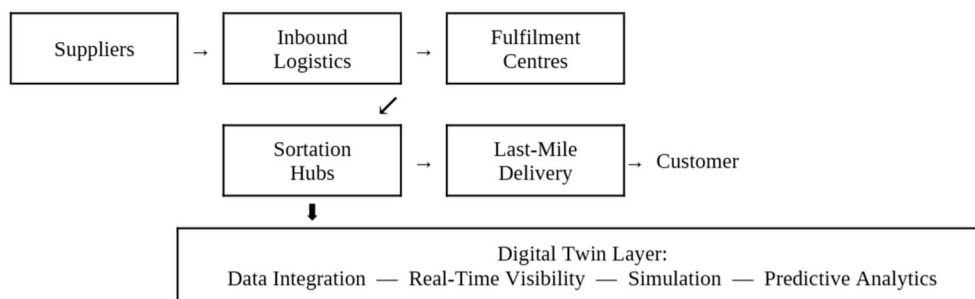 Suppliers → Inbound → Fulfilment
Logistics Centres
↙
Sortation → Last-Mile → Customer
Hubs Delivery
⬇
Digital Twin Layer:
Data Integration — Real-Time Visibility — Simulation — Predictive Analytics